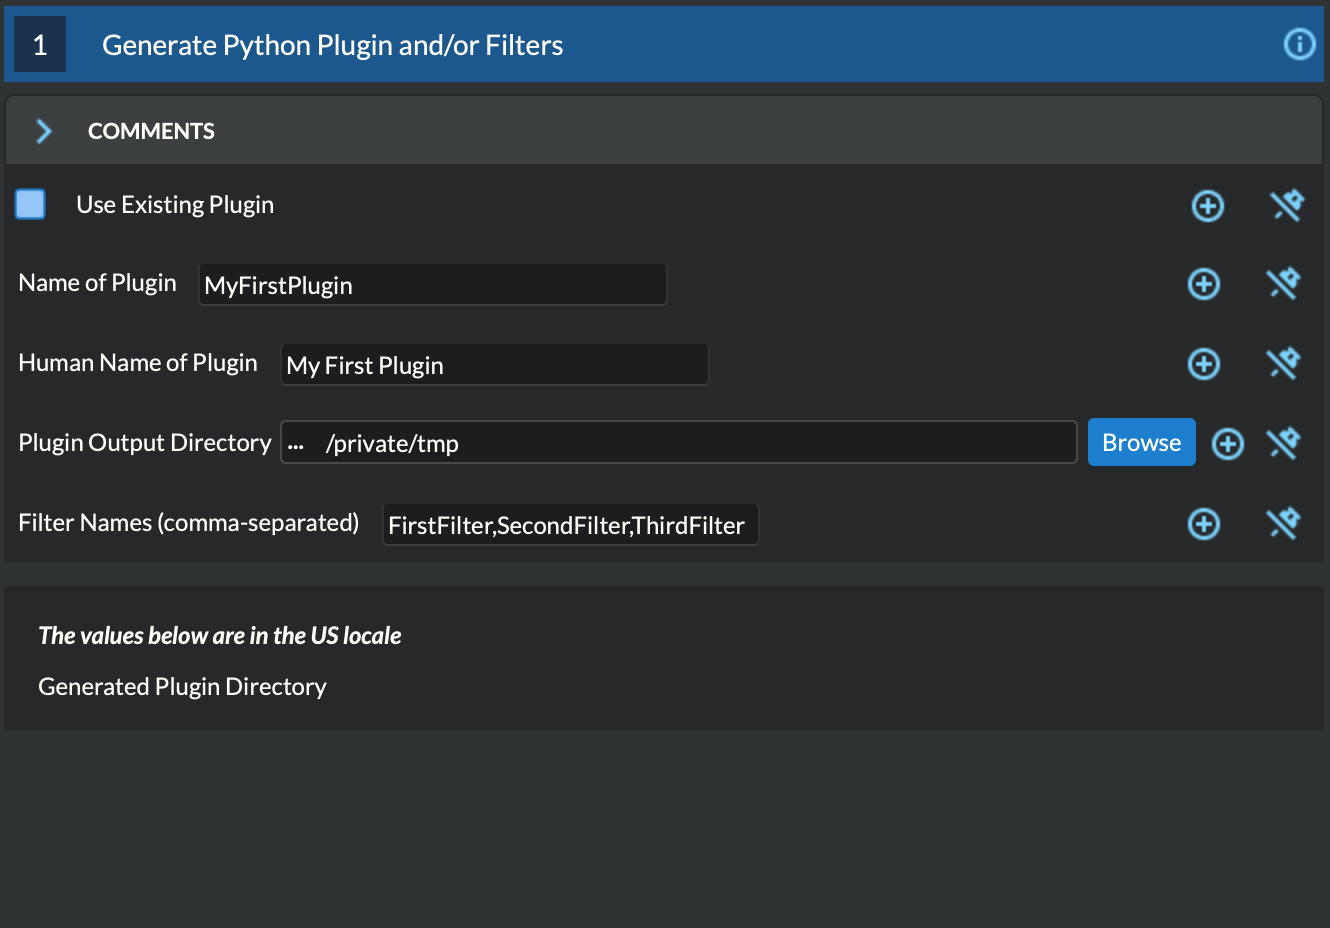 1 Generate Python Plugin and/or Filters
COMMENTS
Use Existing Plugin
Name of Plugin MyFirstPlugin
Human Name of Plugin My First Plugin
Plugin Output Directory ... /private/tmp Browse
Filter Names (comma-separated) FirstFilter,SecondFilter,ThirdFilter
The values below are in the US locale
Generated Plugin Directory